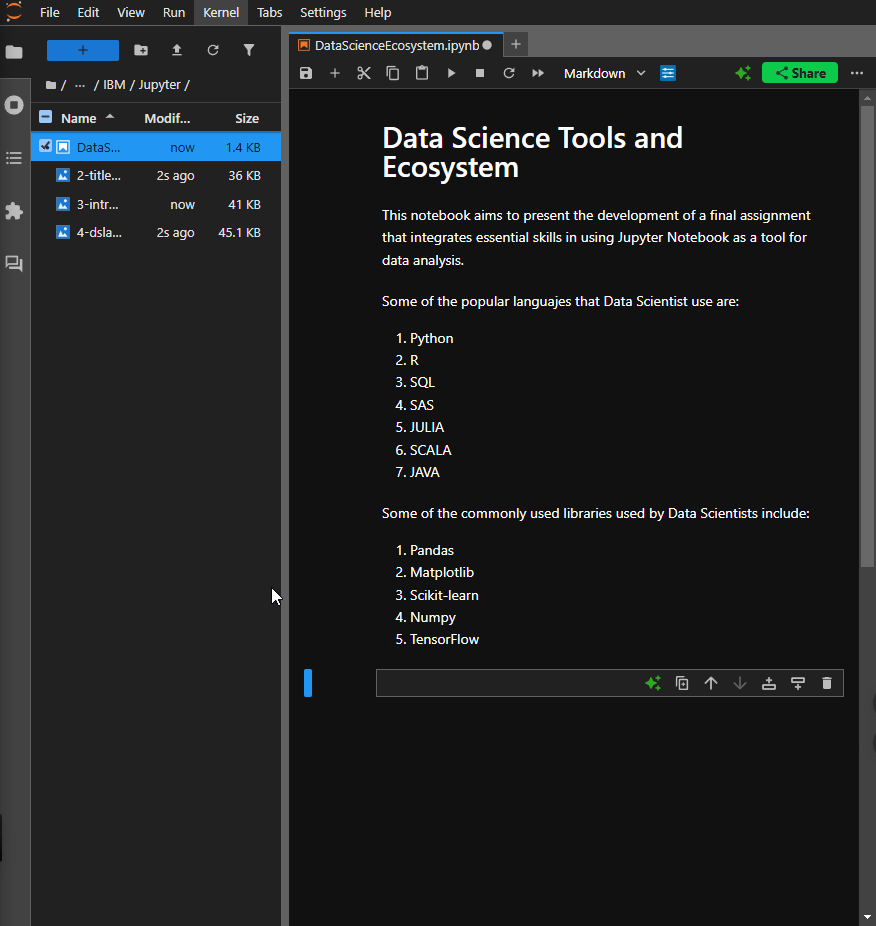 File Edit View Run Kernel Tabs Settings Help
+
DataScienceEcosystem.ipynb
+
/ ... / IBM / Jupyter /
Markdown
Share
Name Modif... Size
DataS... now 1.4 KB
2-title... 2s ago 36 KB
3-intr... now 41 KB
4-dsla... 2s ago 45.1 KB
Data Science Tools and
Ecosystem
This notebook aims to present the development of a final assignment
that integrates essential skills in using Jupyter Notebook as a tool for
data analysis.
Some of the popular languajes that Data Scientist use are:
1. Python
2. R
3. SQL
4. SAS
5. JULIA
6. SCALA
7. JAVA
Some of the commonly used libraries used by Data Scientists include:
1. Pandas
2. Matplotlib
3. Scikit-learn
4. Numpy
5. TensorFlow